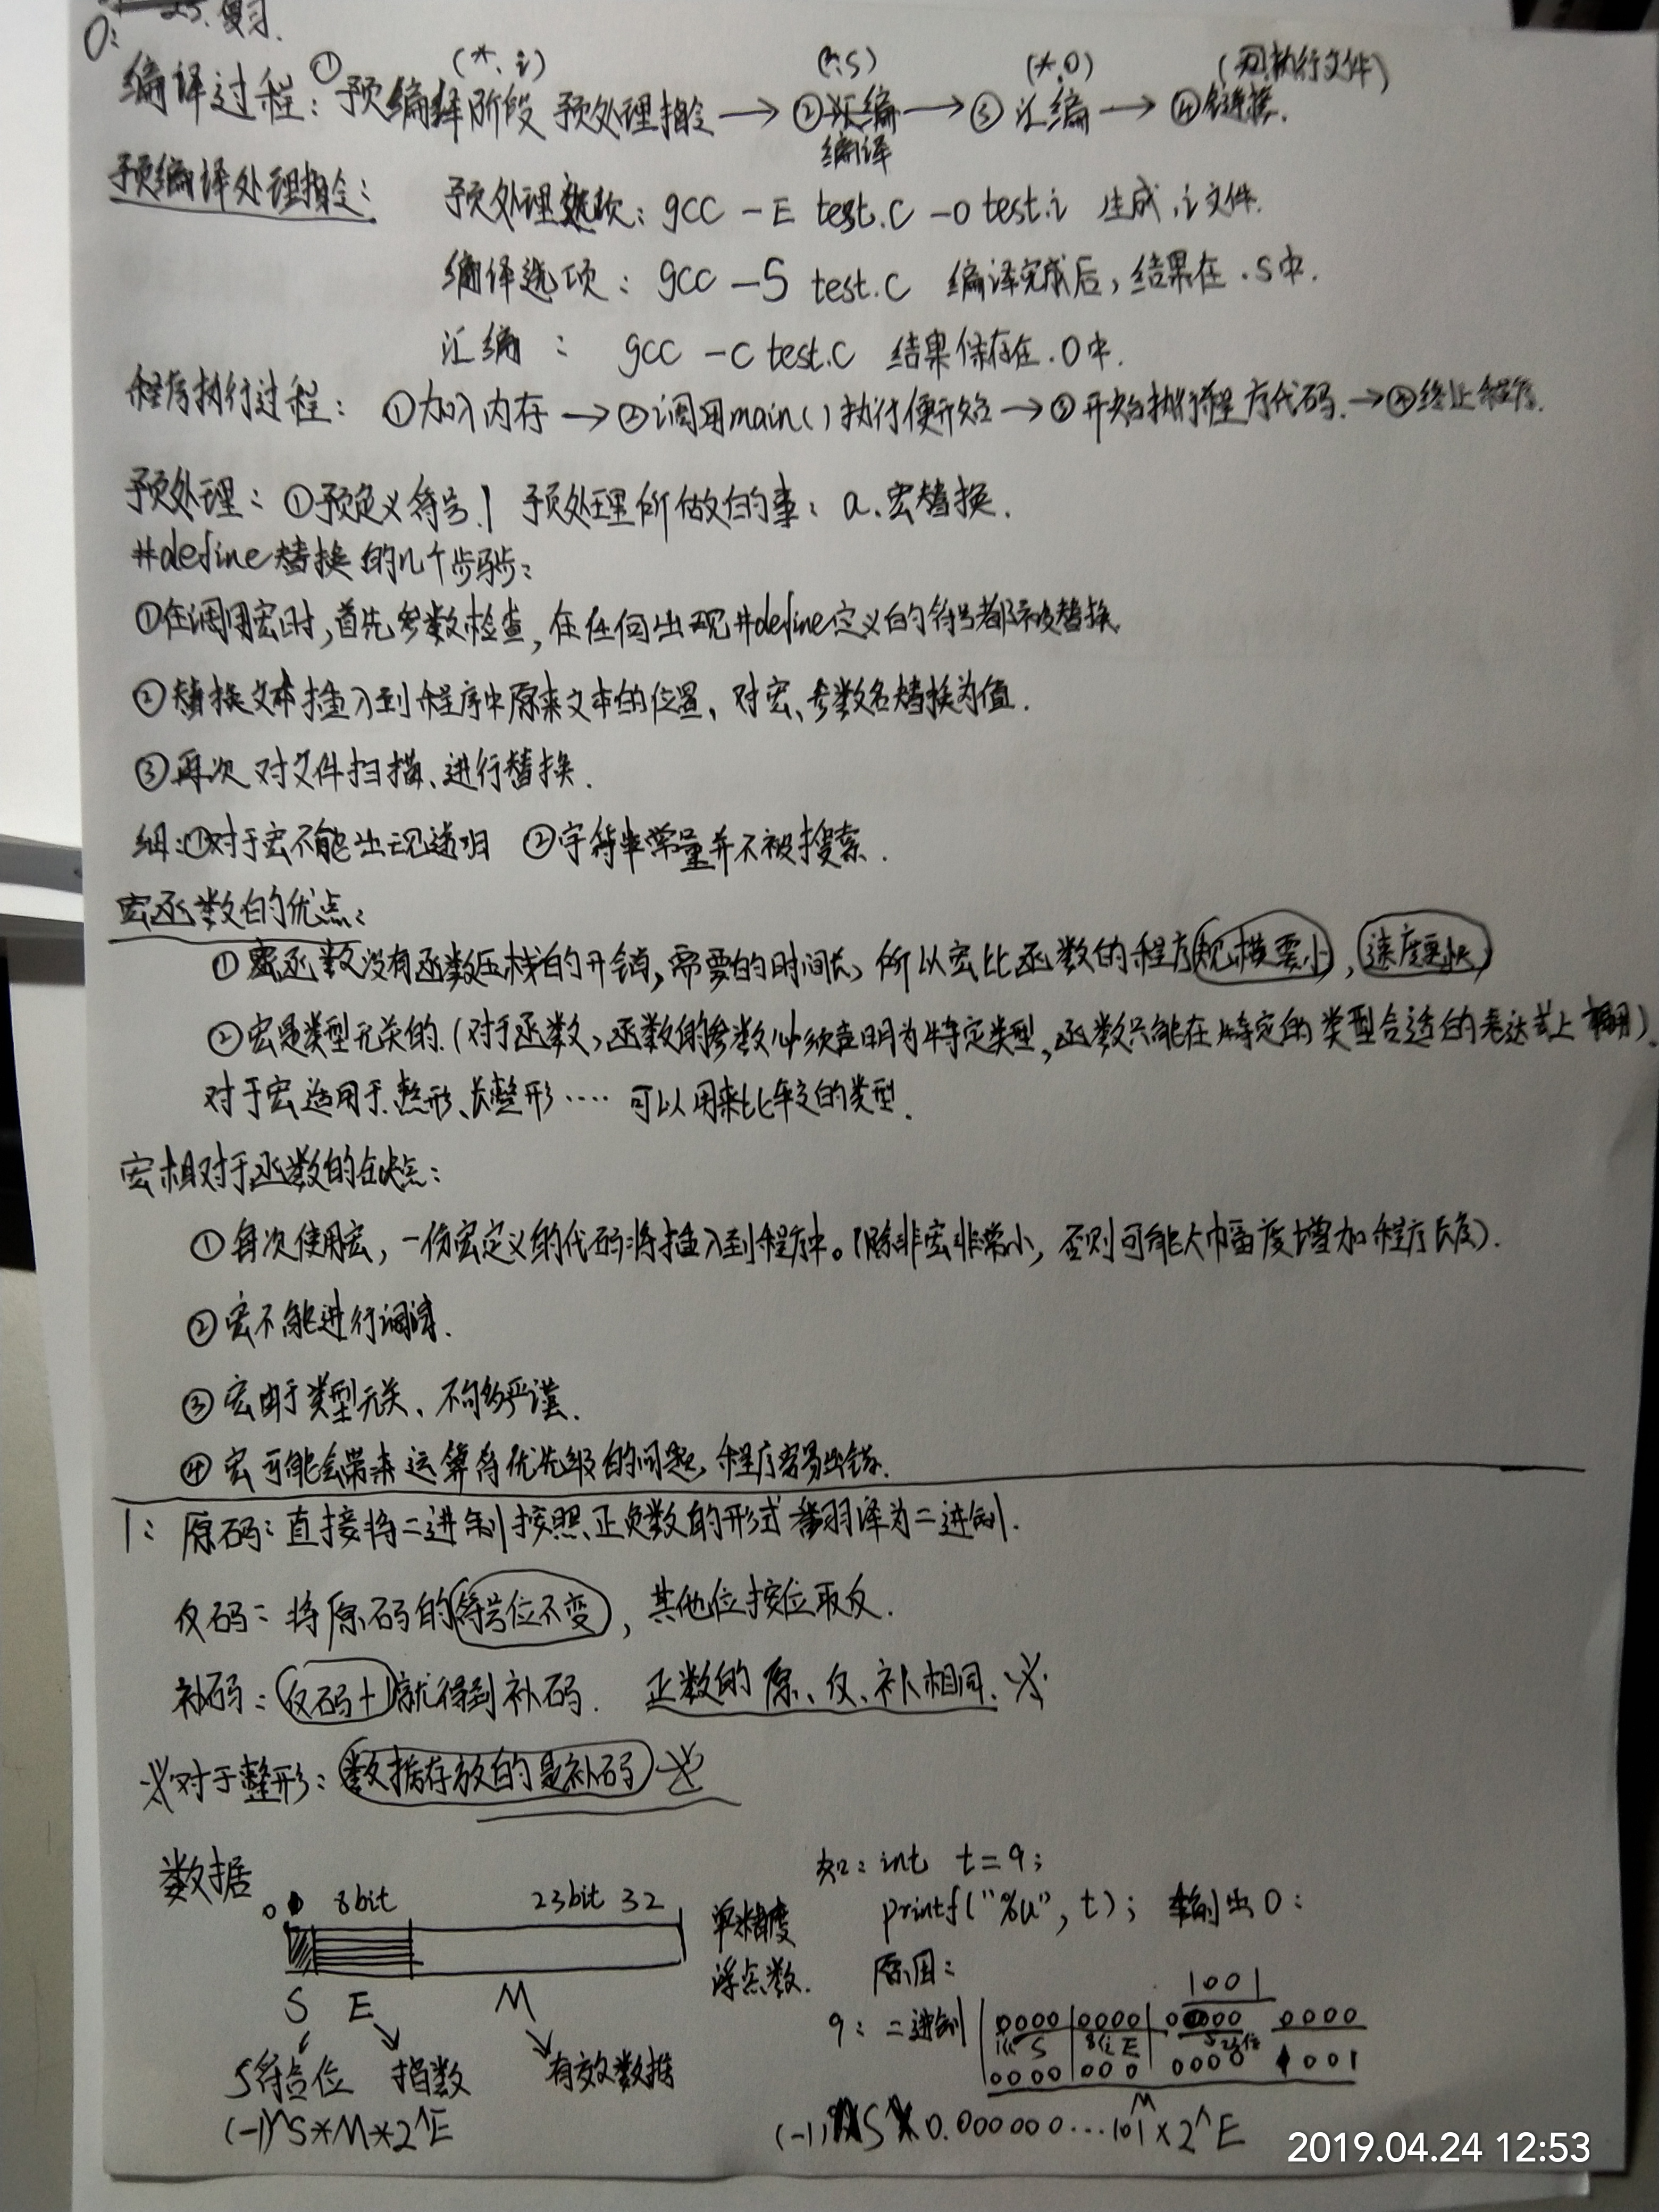 0: 复习.
(*.i) (*.S) (*.O) (可执行文件)
编译过程: ①预编译阶段 预处理指令 → ②汇编 → ③ 汇编 → ④链接.
编译
预编译处理指令: 预处理选项: gcc -E test.C -o test.i 生成.i文件.
编译选项: gcc -S test.C 编译完成后, 结果在.S中.
汇编: gcc -c test.C 结果保存在.O中.
程序执行过程: ①加入内存 → ②调用main()执行便开始 → ③开始执行程序代码. → ④终止程序.
预处理: ①预定义符号.| 预处理所做的事: a.宏替换.
#define替换的几个步骤:
①在调用宏时, 首先参数检查, 在任何出现#define定义的符号都将被替换.
②替换文本插入到程序中原来文本的位置、对宏、参数名替换为值.
③再次对文件扫描、进行替换.
①对于宏不能出现递归 ②字符串常量并不被搜索.
宏函数的优点:
①宏函数没有函数压栈的开销, 需要的时间长, 所以宏比函数的程序规模要小, 速度更快
②宏是类型无关的.(对于函数, 函数的参数必须声明为特定类型, 函数只能在特定的类型合适的表达式上使用).
对于宏适用于.整形、长整形····可以用来比较的类型.
宏相对于函数的缺点:
①每次使用宏, 一份宏定义的代码将插入到程序中。(除非宏非常小, 否则可能大幅度增加程序长度).
②宏不能进行调试.
③宏由于类型无关、不够严谨.
④宏可能会带来运算符优先级的问题, 程序容易出错.
1: 原码: 直接将二进制按照正负数的形式翻译为二进制.
反码: 将原码的符号位不变, 其他位按位取反.
补码: 反码+1就得到补码. 正数的原、反、补相同.
对于整形: 数据存放的是补码
数据 0 8bit 23bit 32 单精度
浮点数.
S E M
S符合位 指数 有效数据
(-1)^S*M*2^E
如: int t=9;
printf("%u", t); 输出0:
原因:
1001
9: 二进制 0000 0000 0000 0000
S 8位 E 23位
0000 000 0000 1001
M
(-1)^S*0.000000...101×2^E
2019.04.24 12:53